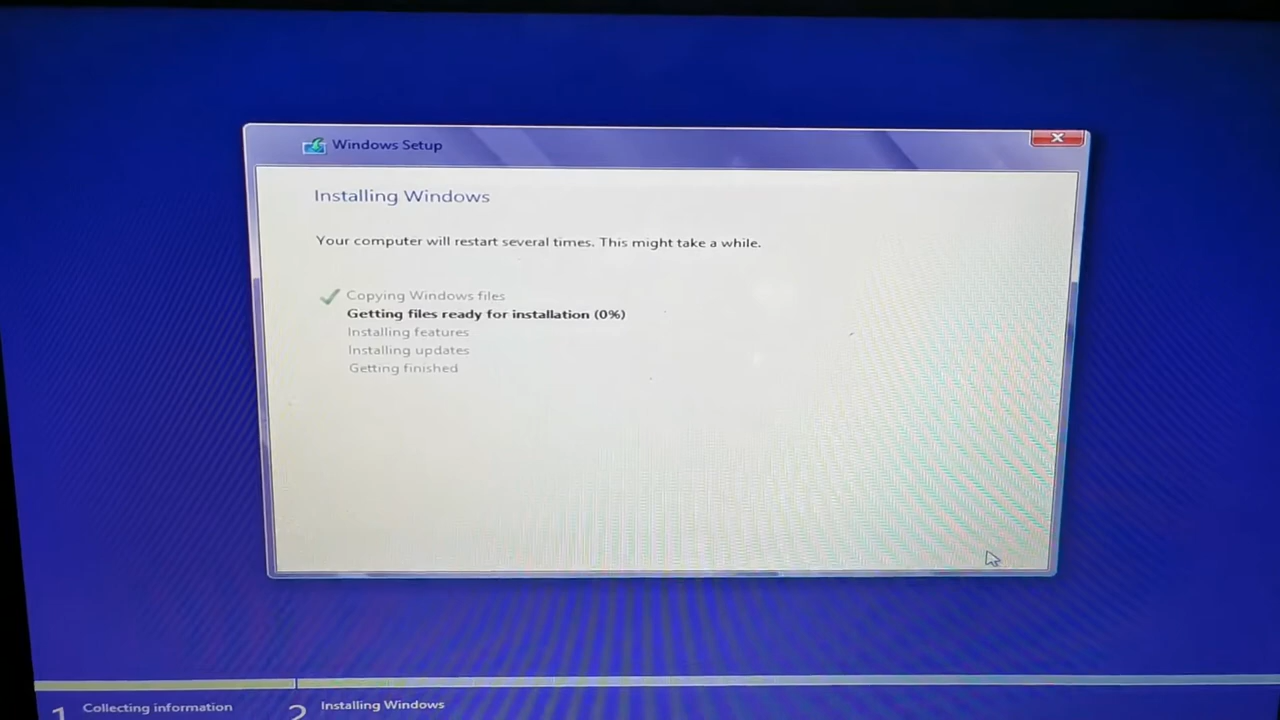 Windows Setup
Installing Windows
Your computer will restart several times. This might take a while.
Copying Windows files
Getting files ready for installation (0%)
Installing features
Installing updates
Getting finished
1 Collecting information
2 Installing Windows